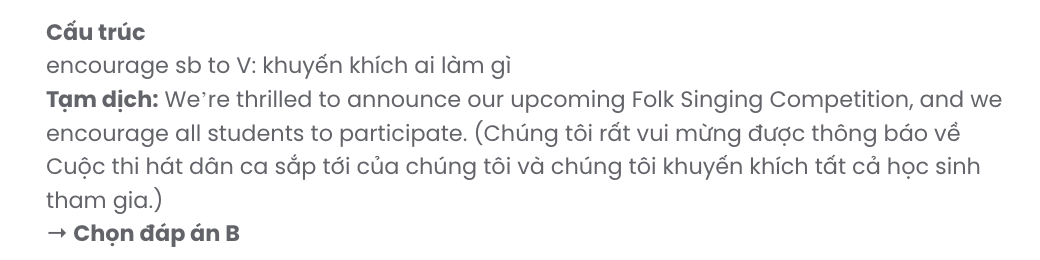 Cấu trúc
encourage sb to V: khuyến khích ai làm gì
Tạm dịch: We’re thrilled to announce our upcoming Folk Singing Competition, and we
encourage all students to participate. (Chúng tôi rất vui mừng được thông báo về
Cuộc thi hát dân ca sắp tới của chúng tôi và chúng tôi khuyến khích tất cả học sinh
tham gia.)
→ Chọn đáp án B